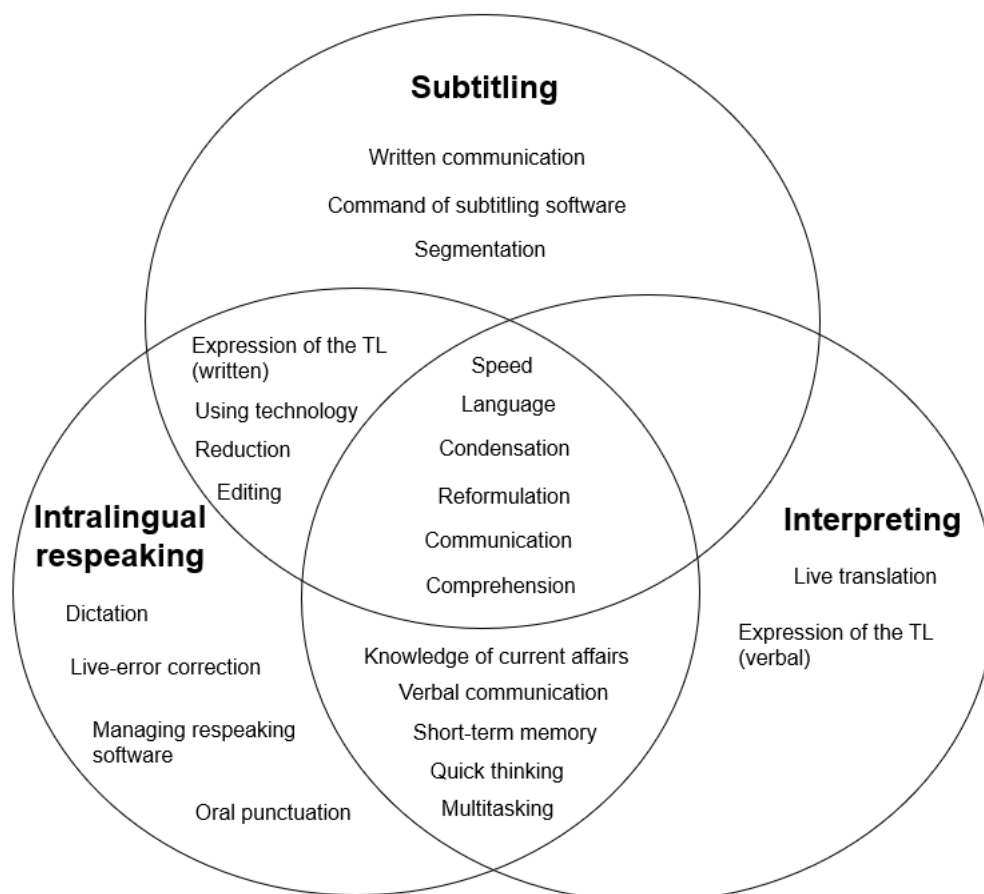 Subtitling
Written communication
Command of subtitling software
Segmentation
Expression of the TL
(written)
Using technology
Reduction
Editing
Speed
Language
Condensation
Reformulation
Communication
Comprehension
Intralingual
respeaking
Dictation
Live-error correction
Managing respeaking
software
Oral punctuation
Knowledge of current affairs
Verbal communication
Short-term memory
Quick thinking
Multitasking
Interpreting
Live translation
Expression of the TL
(verbal)